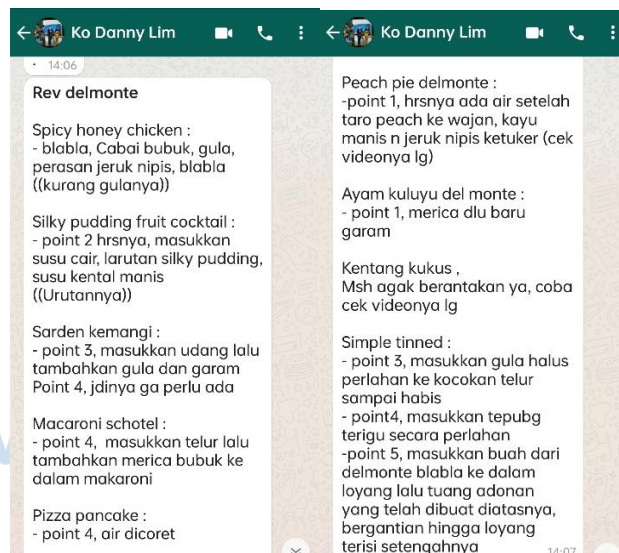 Ko Danny Lim
14:06
Rev delmonte
Spicy honey chicken :
- blabla, Cabai bubuk, gula,
perasan jeruk nipis, blabla
((kurang gulanya))
Silky pudding fruit cocktail :
- point 2 hrsnya, masukkan
susu cair, larutan silky pudding,
susu kental manis
((Urutannya))
Sarden kemangi :
- point 3, masukkan udang lalu
tambahkan gula dan garam
Point 4, jdinya ga perlu ada
Macaroni schotel :
- point 4,  masukkan telur lalu
tambahkan merica bubuk ke
dalam makaroni
Pizza pancake :
- point 4, air dicoret
Ko Danny Lim
Peach pie delmonte :
-point 1, hrsnya ada air setelah
taro peach ke wajan, kayu
manis n jeruk nipis ketuker (cek
videonya lg)
Ayam kuluyu del monte :
- point 1, merica dlu baru
garam
Kentang kukus ,
Msh agak berantakan ya, coba
cek videonya lg
Simple tinned :
- point 3, masukkan gula halus
perlahan ke kocokan telur
sampai habis
- point4, masukkan tepubg
terigu secara perlahan
-point 5, masukkan buah dari
delmonte blabla ke dalam
loyang lalu tuang adonan
yang telah dibuat diatasnya,
bergantian hingga loyang
terisi setengahnya
14:07